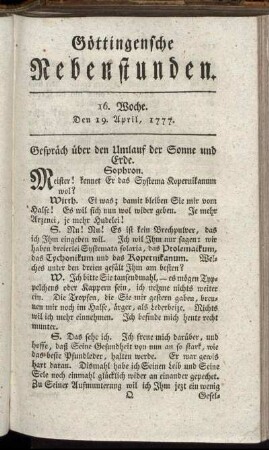 Göttingensche
Nebenstunden.
16. Woche.
Den 19. April, 1777.
Gespräch über den Umlauf der Sonne und
Erde.
Sophron.
Meister! kennet Er das Systema Kopernikanum
wol?
Wirth. Ei was; damit bleiben Sie mir vom
Halse! Es wil sich nun wol wider geben. Je mehr
Arzenei, je mehr Hudelei!
S. Nu! Nu! Es ist kein Brechpulver, das
ich Ihm eingeben will. Ich wil Ihm nur sagen: wir
haben dreierlei Systemata solaria, das Ptolemaikum,
das Tychonikum und das Kopernikanum. Wel-
ches unter den dreien gefält Ihm am besten?
W. Ich bitte Sie tausendmahl, — es mögen Ty-
pelchens oder Kappern sein, ich nehme nichts weiter
ein. Die Tropfen, die Sie mir gestern gaben, bren-
nen mir noch im Halse, ärger, als Lederbeize. Nichts
wil ich mehr einnehmen. Ich befinde mich heute recht
munter.
S. Das sehe ich. Ich freue mich darüber, und
hoffe, daß Seine Gesundheit von nun an so stark, wie
das beste Pfundleder, halten werde. Er war gewis
hart daran. Dismahl habe ich Seinen Leib und Seine
Sele noch einmahl glücklich wider an einander gepechet.
Zu Seiner Aufmunterung wil ich Ihm jezt ein wenig
Q Gesel-